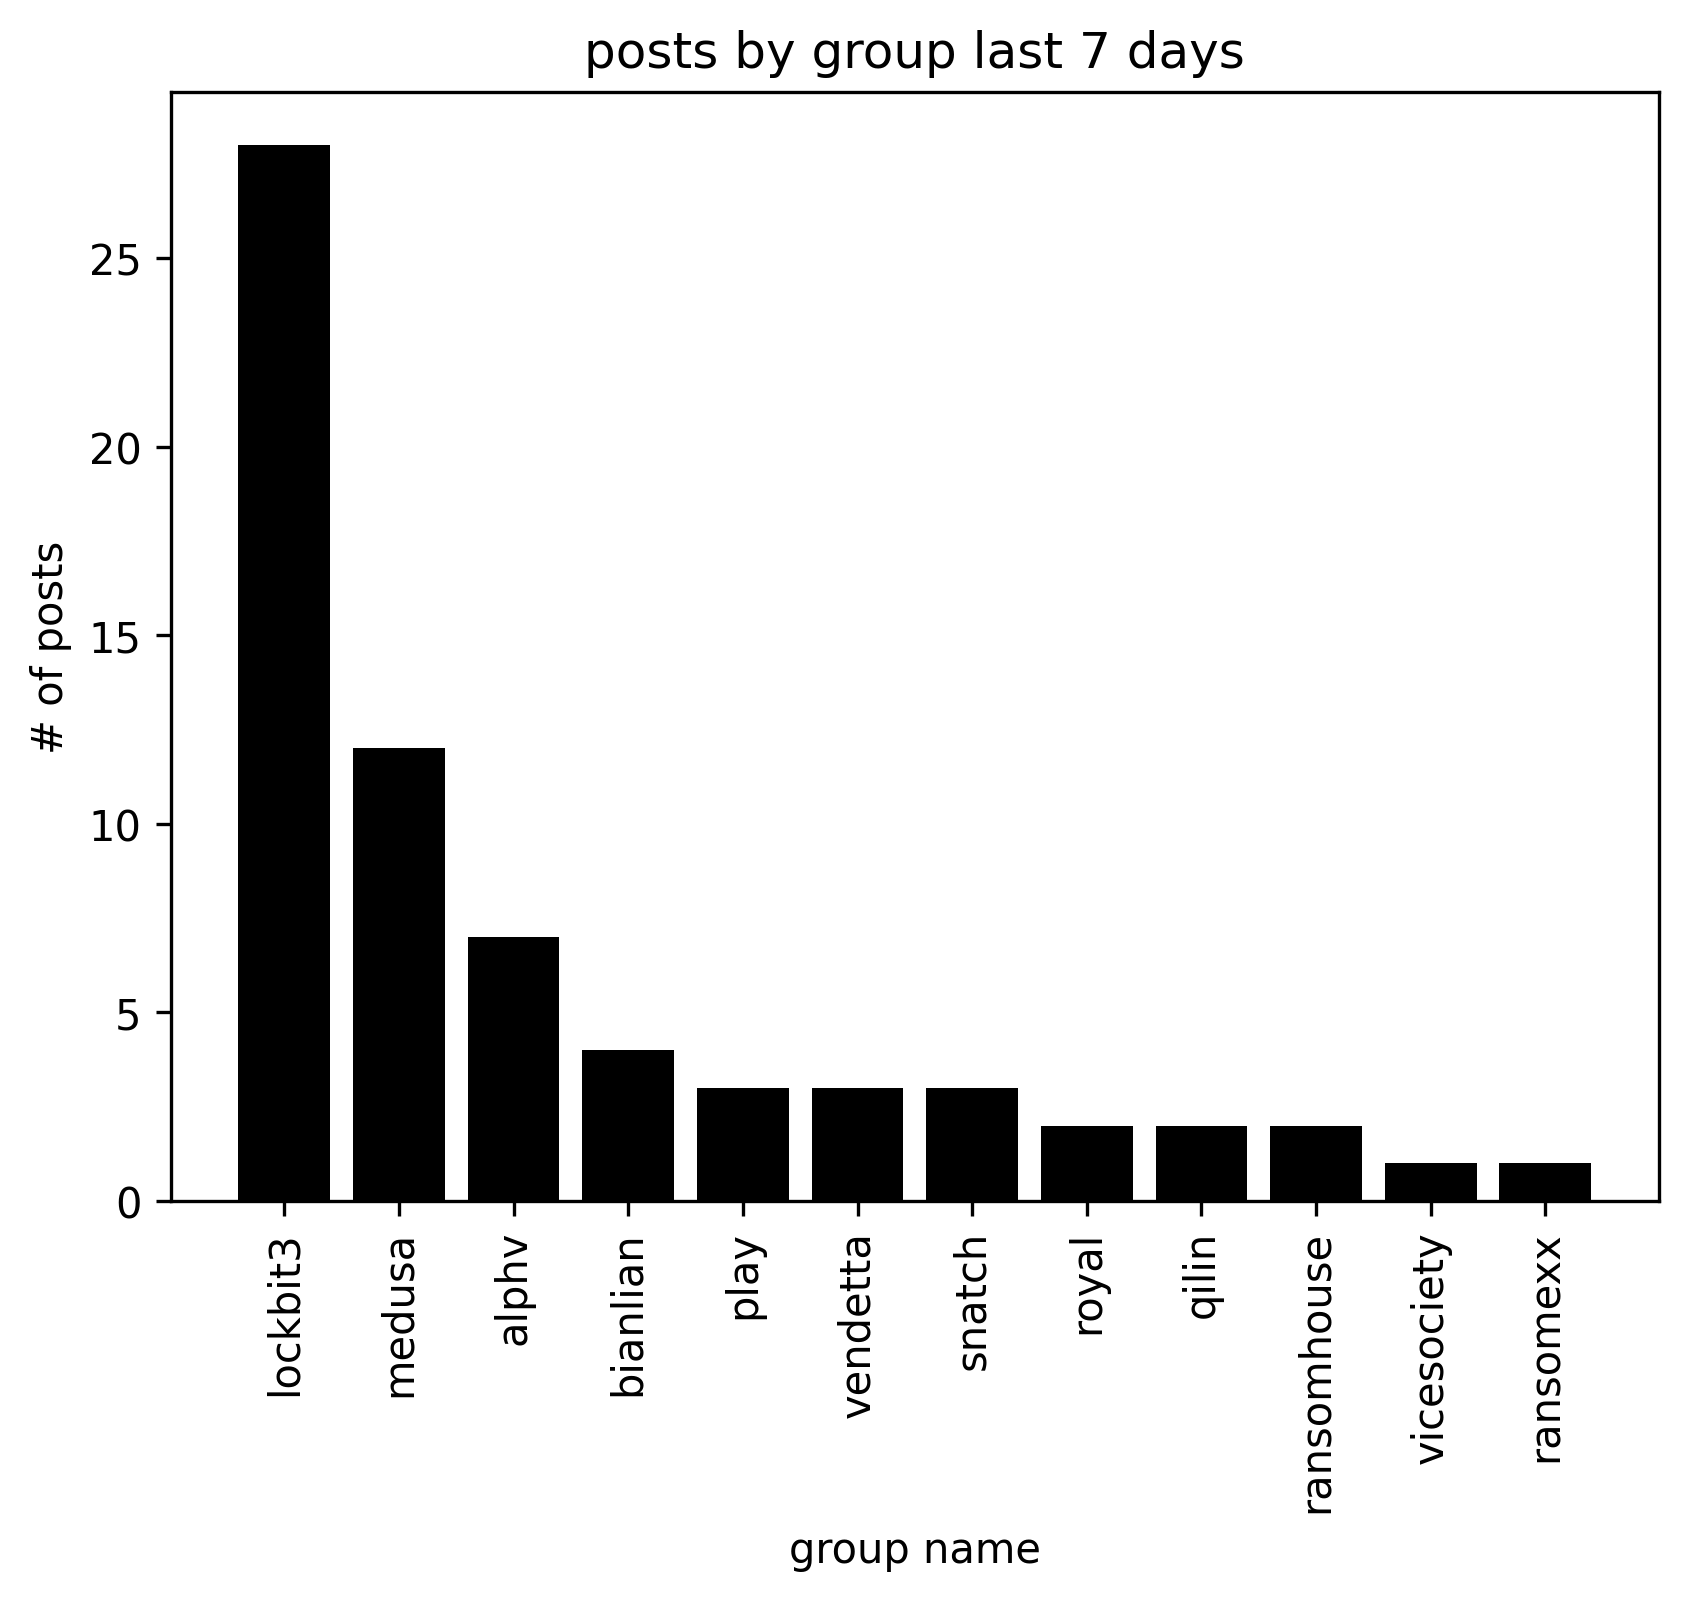 posts by group last 7 days
# of posts
25
20
15
10
5
0
lockbit3
medusa
alphv
bianlian
play
vendetta
snatch
royal
qilin
ransomhouse
vicesociety
ransomexx
group name